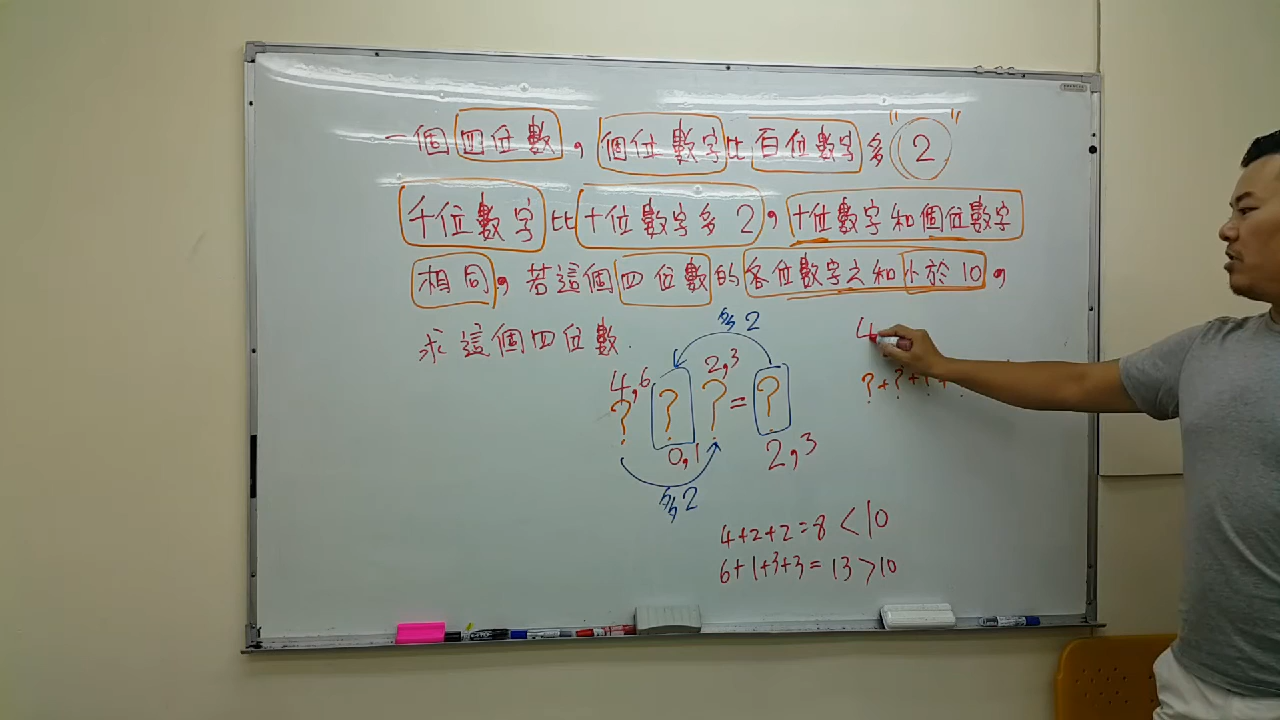 一個四位數，個位數字比百位數字多"2"
千位數字比十位數字多2，十位數字和個位數字
相同，若這個四位數的各位數字之和小於10，
求這個四位數.
多2
4
4,6 2,3
? ? ? = ?
?+?+?+
0,1 2,3
多2
4+2+2=8<10
6+1+3+3=13>10